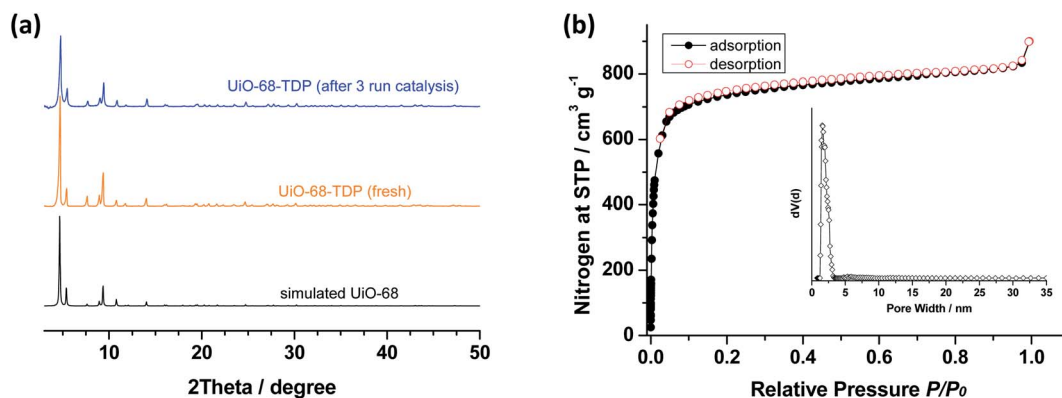 (a)
UiO-68-TDP (after 3 run catalysis)
UiO-68-TDP (fresh)
simulated UiO-68
10
20
30
40
50
2Theta / degree
(b)
adsorption
desorption
800
600
400
200
0
Nitrogen at STP / cm³ g⁻¹
0.0
0.2
0.4
0.6
0.8
1.0
Relative Pressure P/P₀
dV(d)
0
5
10
15
20
25
30
35
Pore Width / nm